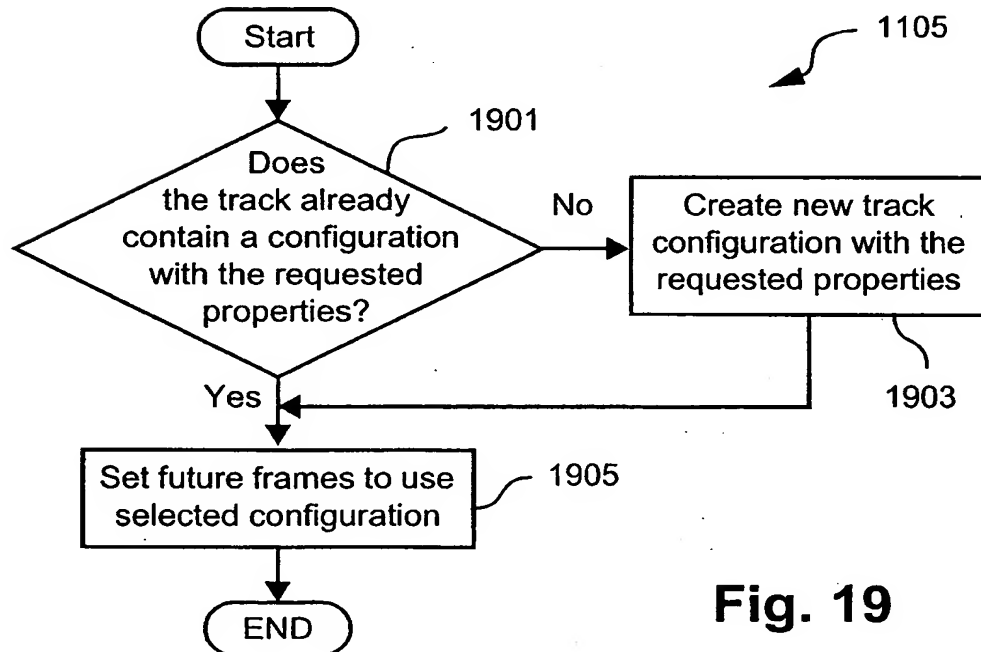 Start
1105
1901
Does
the track already
contain a configuration
with the requested
properties?
No
Create new track
configuration with the
requested properties
1903
Yes
Set future frames to use
selected configuration
1905
END
Fig. 19